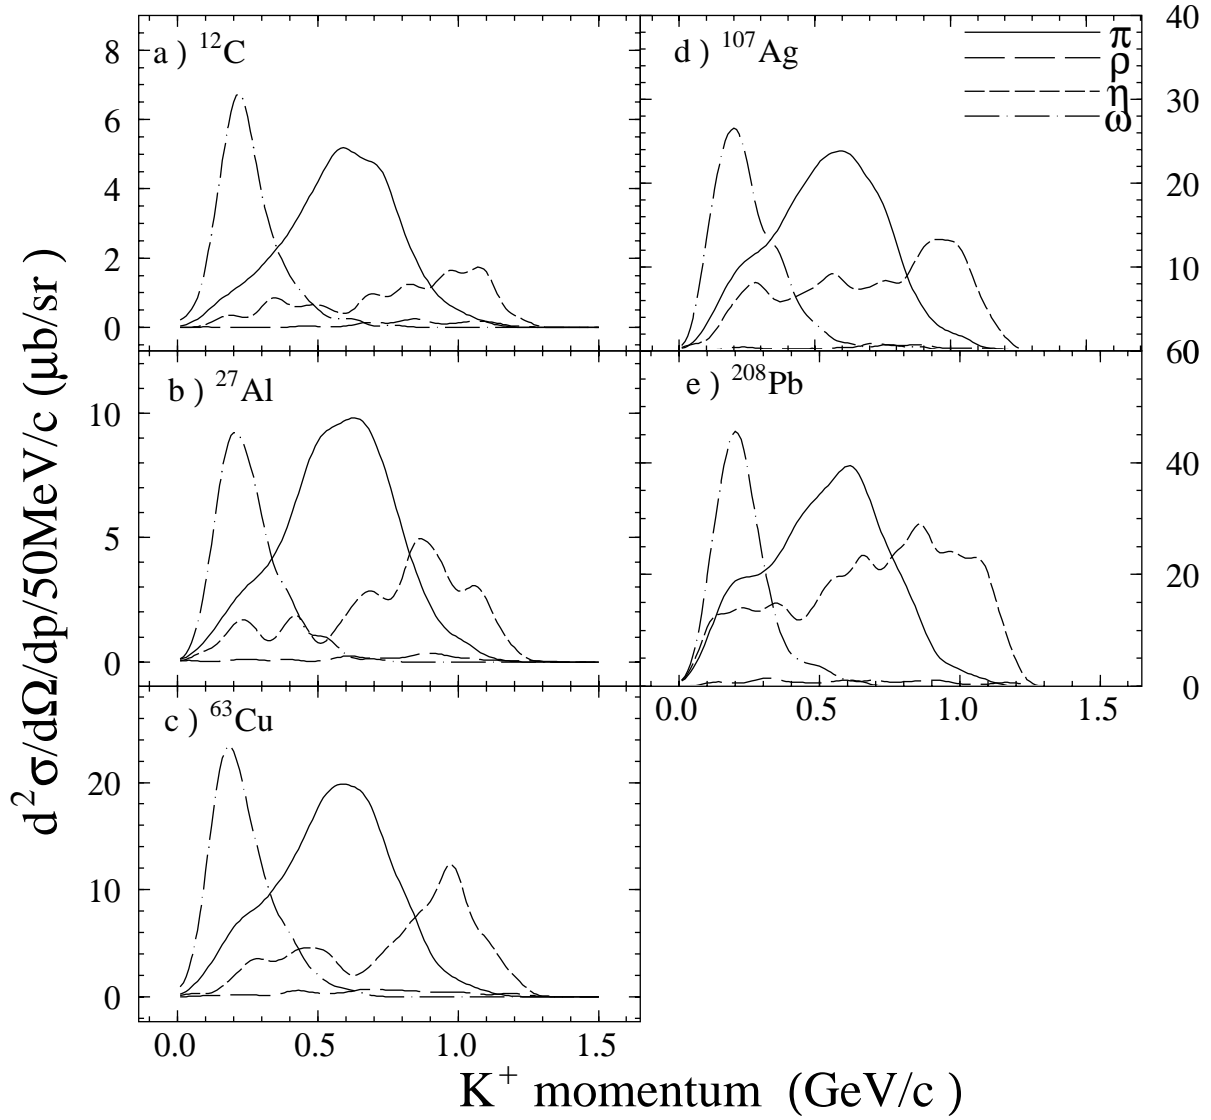 a ) ¹²C
8
6
4
2
0
d ) ¹⁰⁷Ag
π
ρ
η
ω
40
30
20
10
b ) ²⁷Al
10
5
0
e ) ²⁰⁸Pb
60
40
20
0
0.0 0.5 1.0 1.5
c ) ⁶³Cu
20
10
0
0.0 0.5 1.0 1.5
d² σ/dΩ/dp/50MeV/c (μb/sr )
K⁺ momentum (GeV/c )